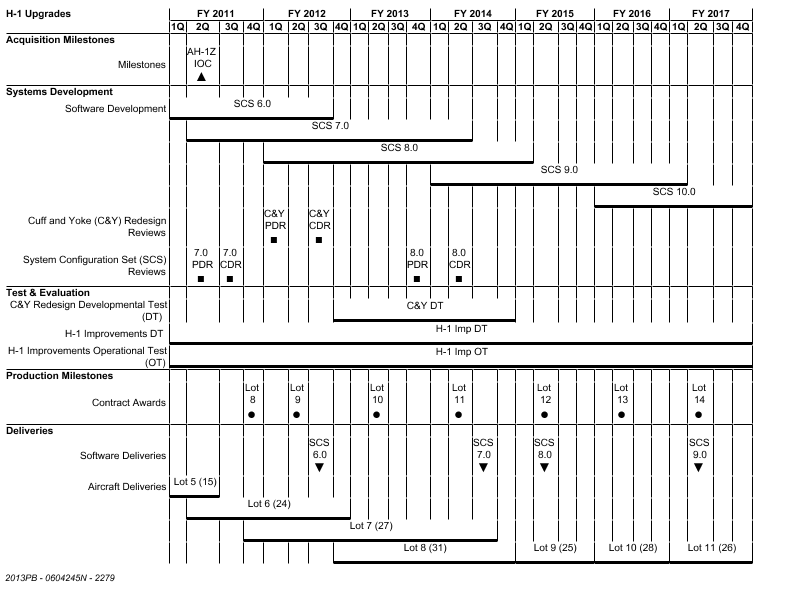 H-1 Upgrades FY 2011 FY 2012 FY 2013 FY 2014 FY 2015 FY 2016 FY 2017
1Q 2Q 3Q 4Q 1Q 2Q 3Q 4Q 1Q 2Q 3Q 4Q 1Q 2Q 3Q 4Q 1Q 2Q 3Q 4Q 1Q 2Q 3Q 4Q 1Q 2Q 3Q 4Q
Acquisition Milestones
Milestones
AH-1Z
IOC
Systems Development
Software Development
SCS 6.0
SCS 7.0
SCS 8.0
SCS 9.0
SCS 10.0
Cuff and Yoke (C&Y) Redesign
Reviews
C&Y
PDR
C&Y
CDR
System Configuration Set (SCS)
Reviews
7.0
PDR
7.0
CDR
8.0
PDR
8.0
CDR
Test & Evaluation
C&Y Redesign Developmental Test
(DT)
C&Y DT
H-1 Improvements DT
H-1 Imp DT
H-1 Improvements Operational Test
(OT)
H-1 Imp OT
Production Milestones
Contract Awards
Lot
8
Lot
9
Lot
10
Lot
11
Lot
12
Lot
13
Lot
14
Deliveries
Software Deliveries
SCS
6.0
SCS
7.0
SCS
8.0
SCS
9.0
Aircraft Deliveries
Lot 5 (15)
Lot 6 (24)
Lot 7 (27)
Lot 8 (31) Lot 9 (25) Lot 10 (28) Lot 11 (26)
2013PB - 0604245N - 2279